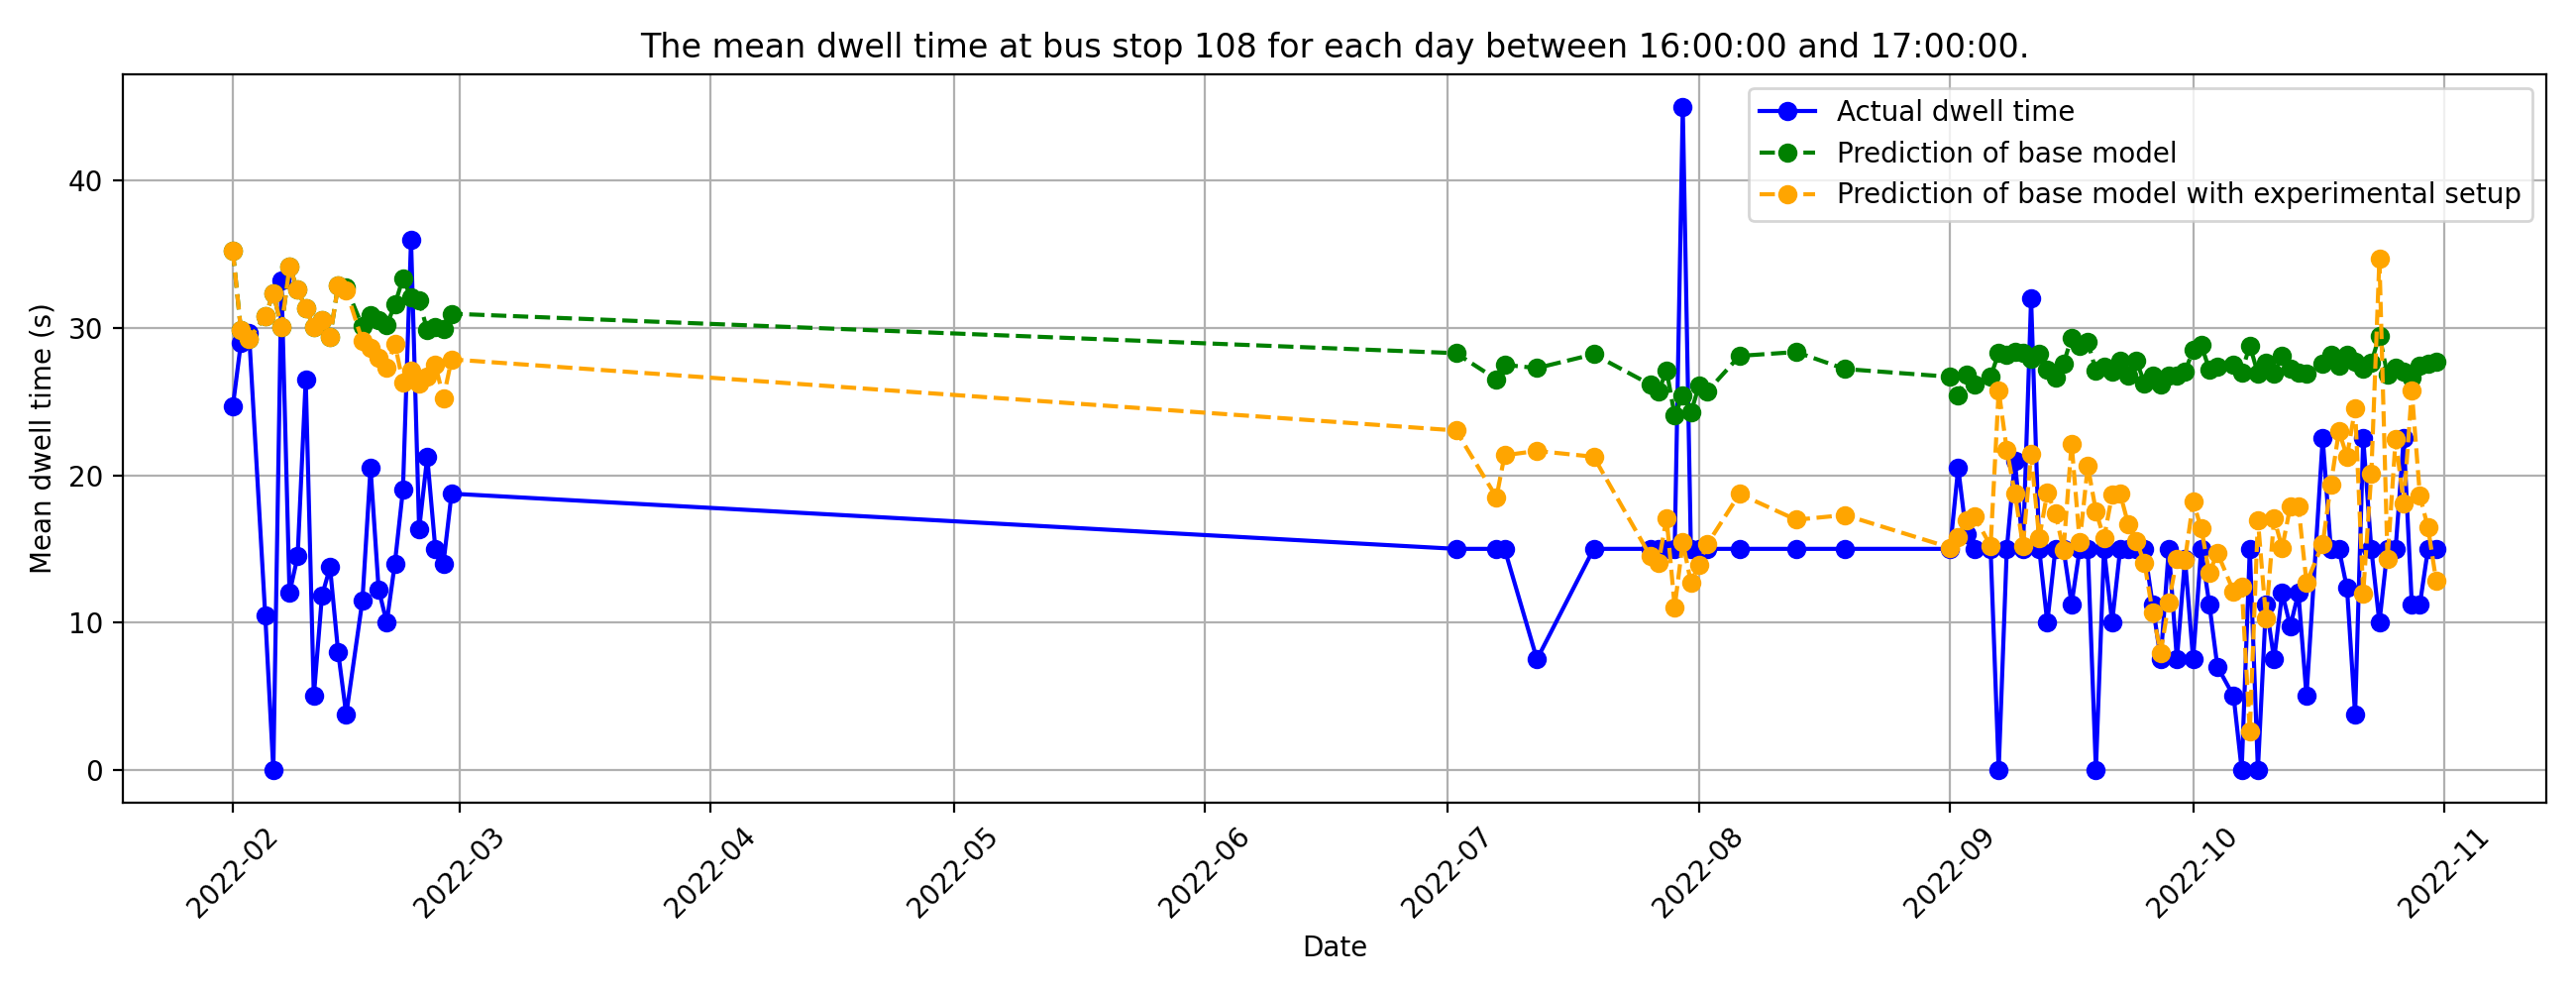 The mean dwell time at bus stop 108 for each day between 16:00:00 and 17:00:00.
Actual dwell time
Prediction of base model
Prediction of base model with experimental setup
Mean dwell time (s)
40
30
20
10
0
2022-02
2022-03
2022-04
2022-05
2022-06
2022-07
2022-08
2022-09
2022-10
2022-11
Date